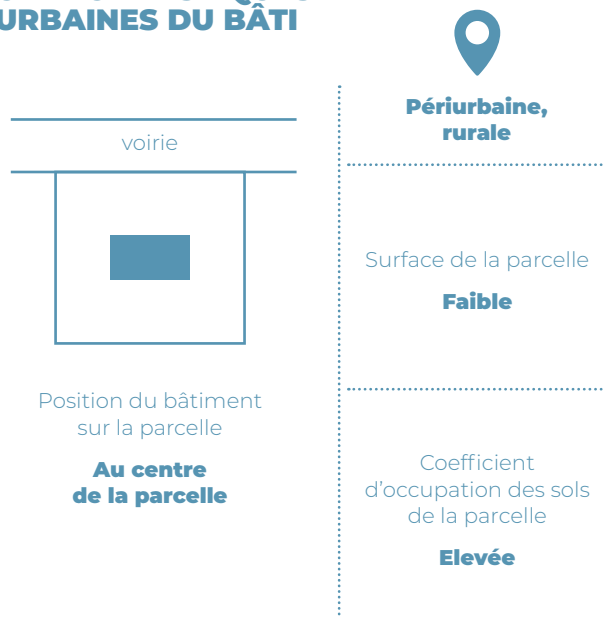 URBAINES DU BÂTI
voirie
Position du bâtiment
sur la parcelle
Au centre
de la parcelle
Périurbaine,
rurale
Surface de la parcelle
Faible
Coefficient
d'occupation des sols
de la parcelle
Elevée